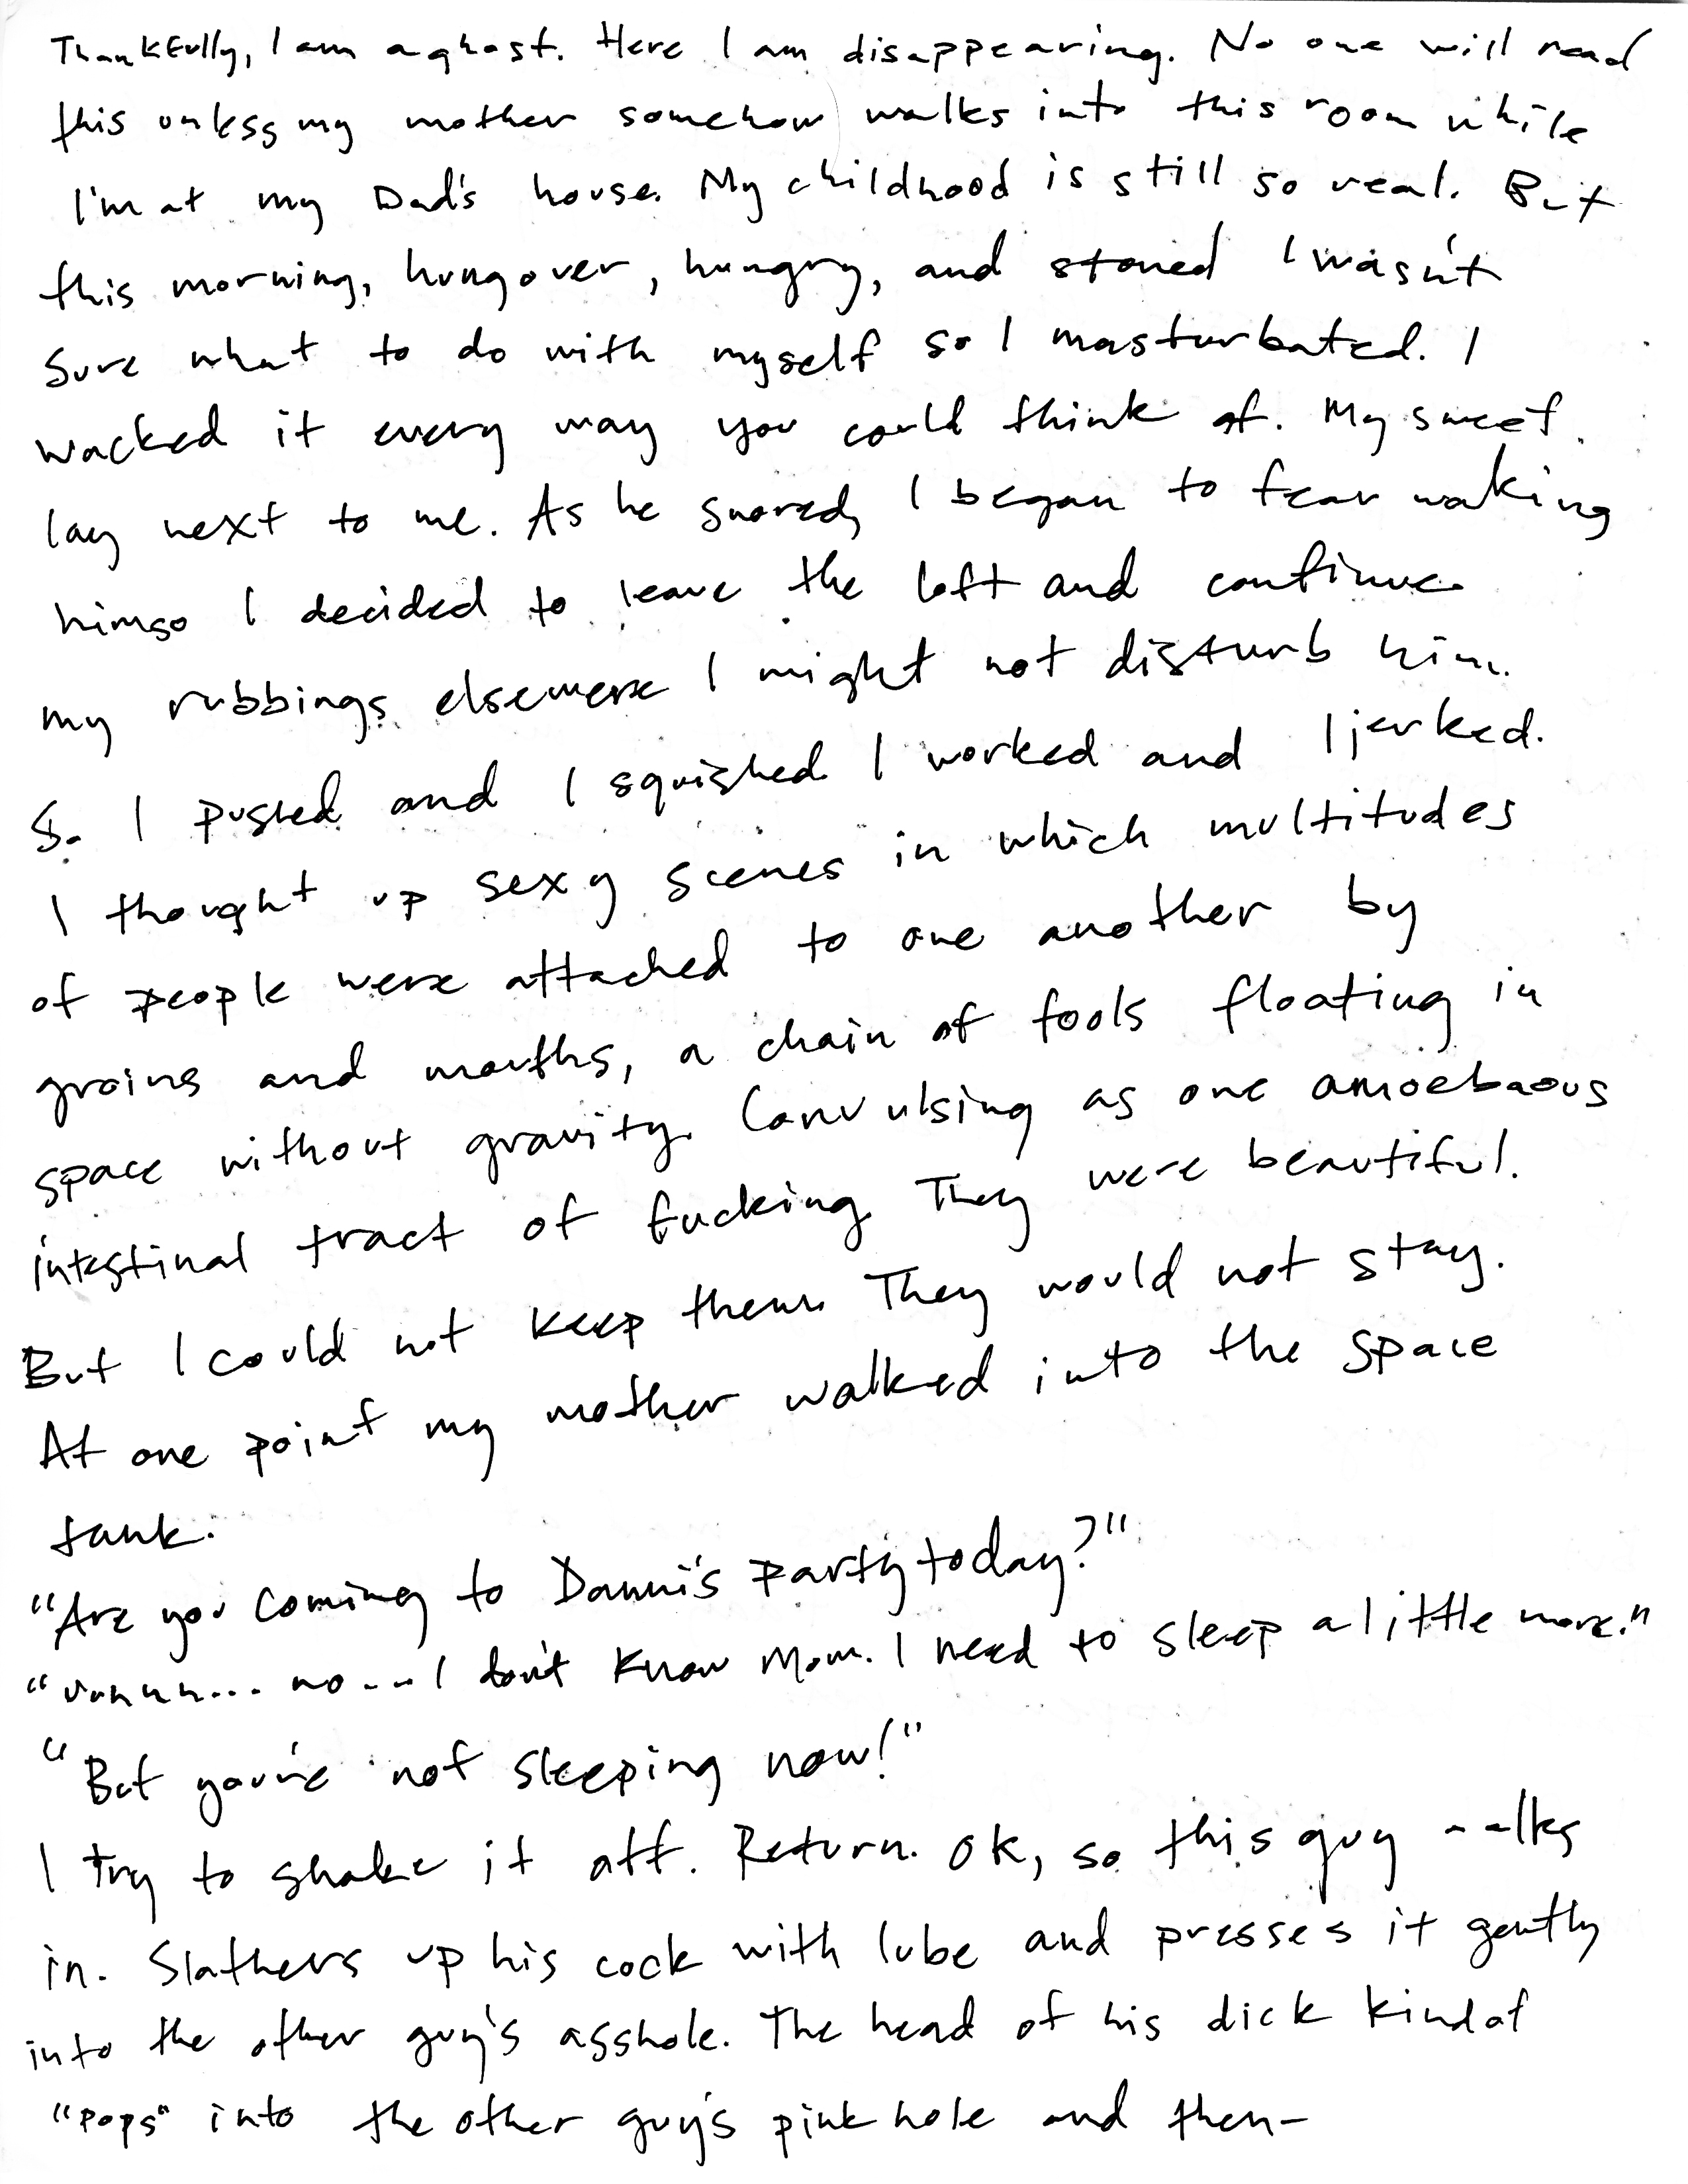 Thankfully, I am a ghost. Here I am disappearing. No one will read
this unless my mother somehow walks into this room while
I'm at my Dad's house. My childhood is still so real. But
this morning, hungover, hungry, and stoned I wasn't
sure what to do with myself so I masturbated. I
wacked it every way you could think of. My sweet
lay next to me. As he snored, I began to fear waking
him so I decided to leave the loft and continue
my rubbings elsewere I might not disturb him.
So I pushed and I squished I worked and I jerked.
I thought up sexy scenes in which multitudes
of people were attached to one another by
groins and mouths, a chain of fools floating in
space without gravity. Convulsing as one amoebaous
intestinal tract of fucking. They were beautiful.
But I could not keep them. They would not stay.
At one point my mother walked into the space
tank.
"Are you coming to Danni's party today?"
"unnnn... no... I don't know Mom. I need to sleep a little more."
"But you're not sleeping now!"
I try to shake it off. Return. OK, so this guy walks
in. Slathers up his cock with lube and presses it gently
into the other guy's asshole. The head of his dick kindof
"pops" into the other guy's pink hole and then-